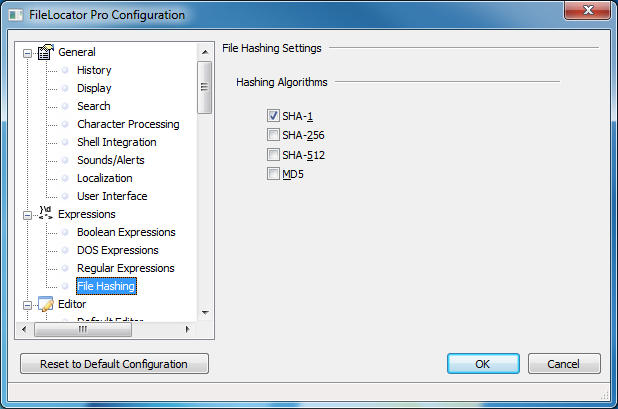 FileLocator Pro Configuration
General
History
Display
Search
Character Processing
Shell Integration
Sounds/Alerts
Localization
User Interface
Expressions
Boolean Expressions
DOS Expressions
Regular Expressions
File Hashing
Editor
Default Editor
File Hashing Settings
Hashing Algorithms
SHA-1
SHA-256
SHA-512
MD5
Reset to Default Configuration
OK
Cancel